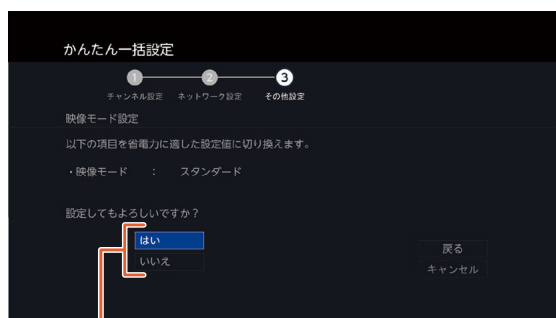 かんたん一括設定
1 2 3
チャンネル設定 ネットワーク設定 その他設定
映像モード設定
以下の項目を省電力に適した設定値に切り換えます。
・映像モード ： スタンダード
設定してもよろしいですか？
はい
いいえ
戻る
キャンセル